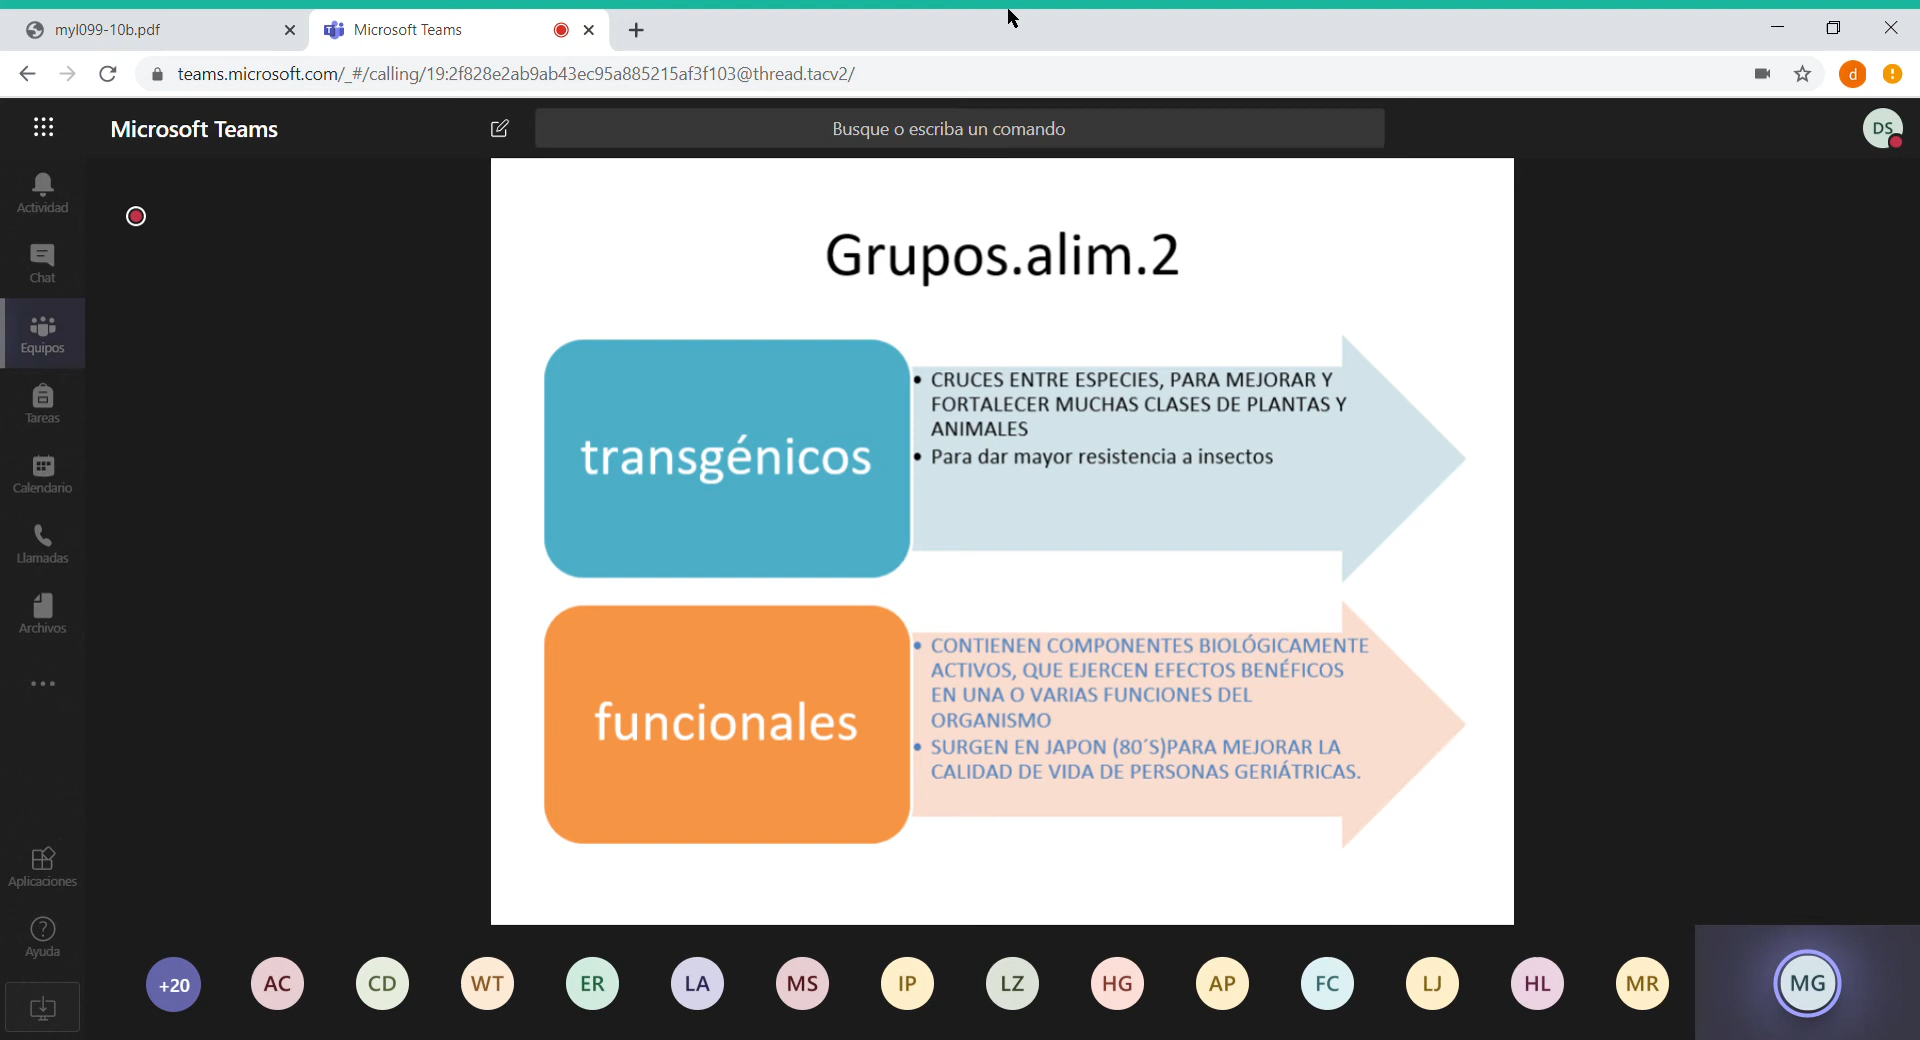 myl099-10b.pdf
Microsoft Teams
teams.microsoft.com/_#/calling/19:2f828e2ab9ab43ec95a885215af3f103@thread.tacv2/
d
Microsoft Teams
Busque o escriba un comando
DS
Actividad
Chat
Equipos
Tareas
Calendario
Llamadas
Archivos
Aplicaciones
Ayuda
Grupos.alim.2
transgénicos
• CRUCES ENTRE ESPECIES, PARA MEJORAR Y
FORTALECER MUCHAS CLASES DE PLANTAS Y
ANIMALES
• Para dar mayor resistencia a insectos
funcionales
• CONTIENEN COMPONENTES BIOLÓGICAMENTE
ACTIVOS, QUE EJERCEN EFECTOS BENÉFICOS
EN UNA O VARIAS FUNCIONES DEL
ORGANISMO
• SURGEN EN JAPON (80´S)PARA MEJORAR LA
CALIDAD DE VIDA DE PERSONAS GERIÁTRICAS.
+20
AC
CD
WT
ER
LA
MS
IP
LZ
HG
AP
FC
LJ
HL
MR
MG